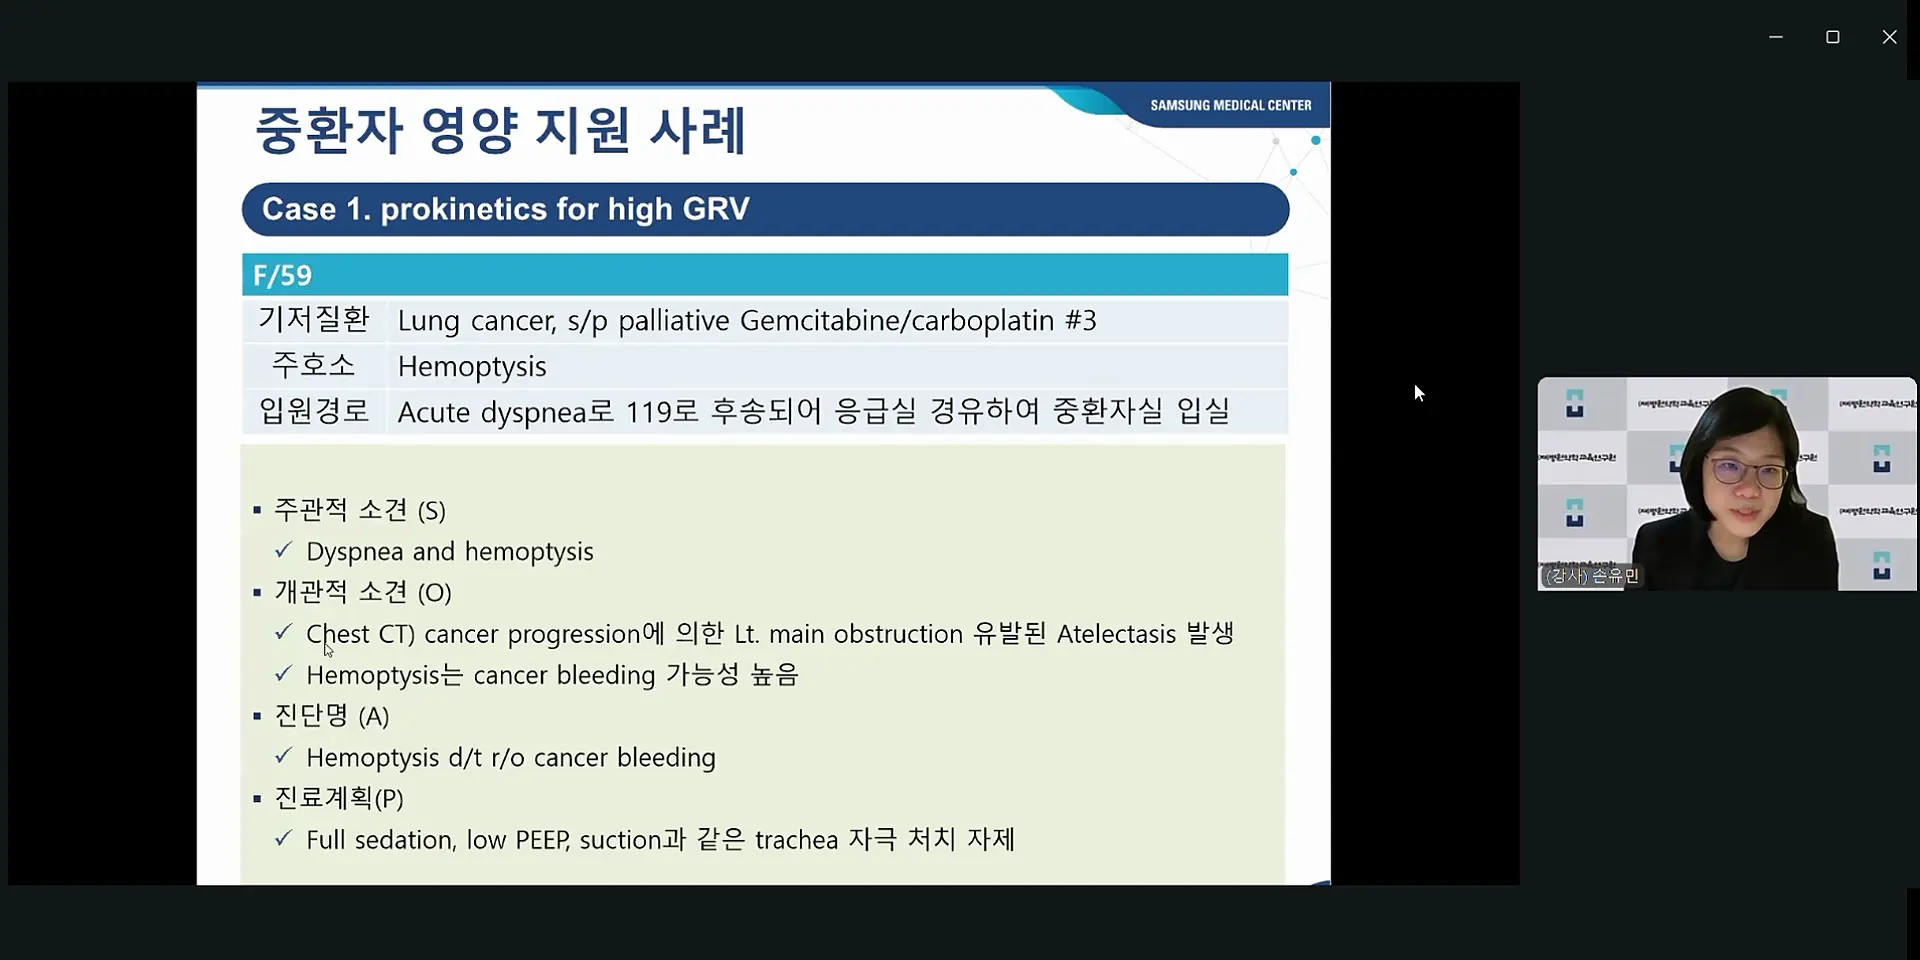 SAMSUNG MEDICAL CENTER
중환자 영양 지원 사례
Case 1. prokinetics for high GRV
F/59
기저질환 Lung cancer, s/p palliative Gemcitabine/carboplatin #3
주호소 Hemoptysis
입원경로 Acute dyspnea로 119로 후송되어 응급실 경유하여 중환자실 입실
▪ 주관적 소견 (S)
✓ Dyspnea and hemoptysis
▪ 개관적 소견 (O)
✓ Chest CT) cancer progression에 의한 Lt. main obstruction 유발된 Atelectasis 발생
✓ Hemoptysis는 cancer bleeding 가능성 높음
▪ 진단명 (A)
✓ Hemoptysis d/t r/o cancer bleeding
▪ 진료계획(P)
✓ Full sedation, low PEEP, suction과 같은 trachea 자극 처치 자제
(강사) 손유민